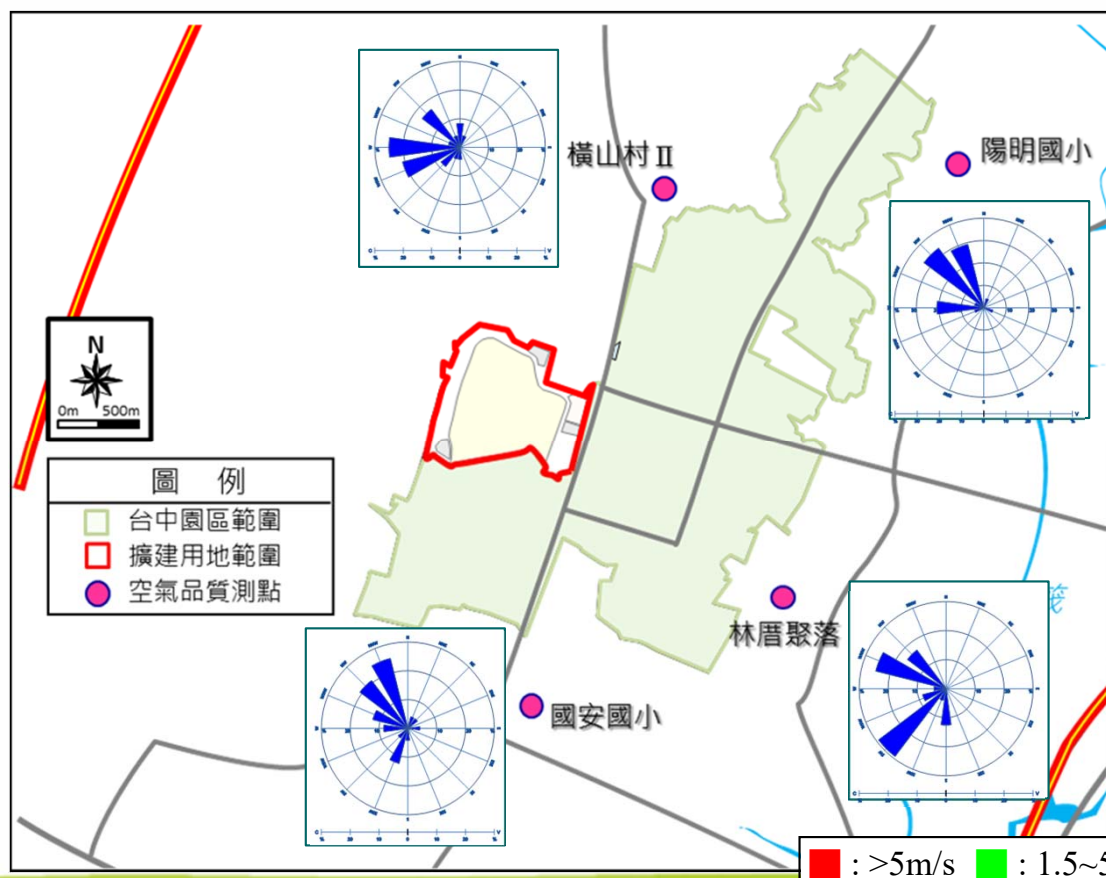 橫山村Ⅱ
陽明國小
N
0m 500m
圖 例
台中園區範圍
擴建用地範圍
空氣品質測點
林厝聚落
國安國小
: >5m/s : 1.5~5